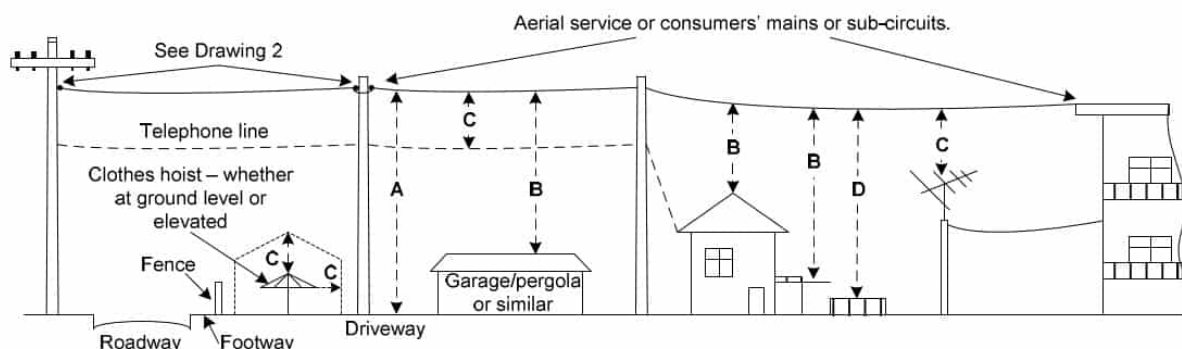 Aerial service or consumers' mains or sub-circuits.
See Drawing 2
Telephone line
C
B
B
B
C
D
A
Clothes hoist – whether
at ground level or
elevated
C
C
Fence
Garage/pergola
or similar
Driveway
Roadway
Footway